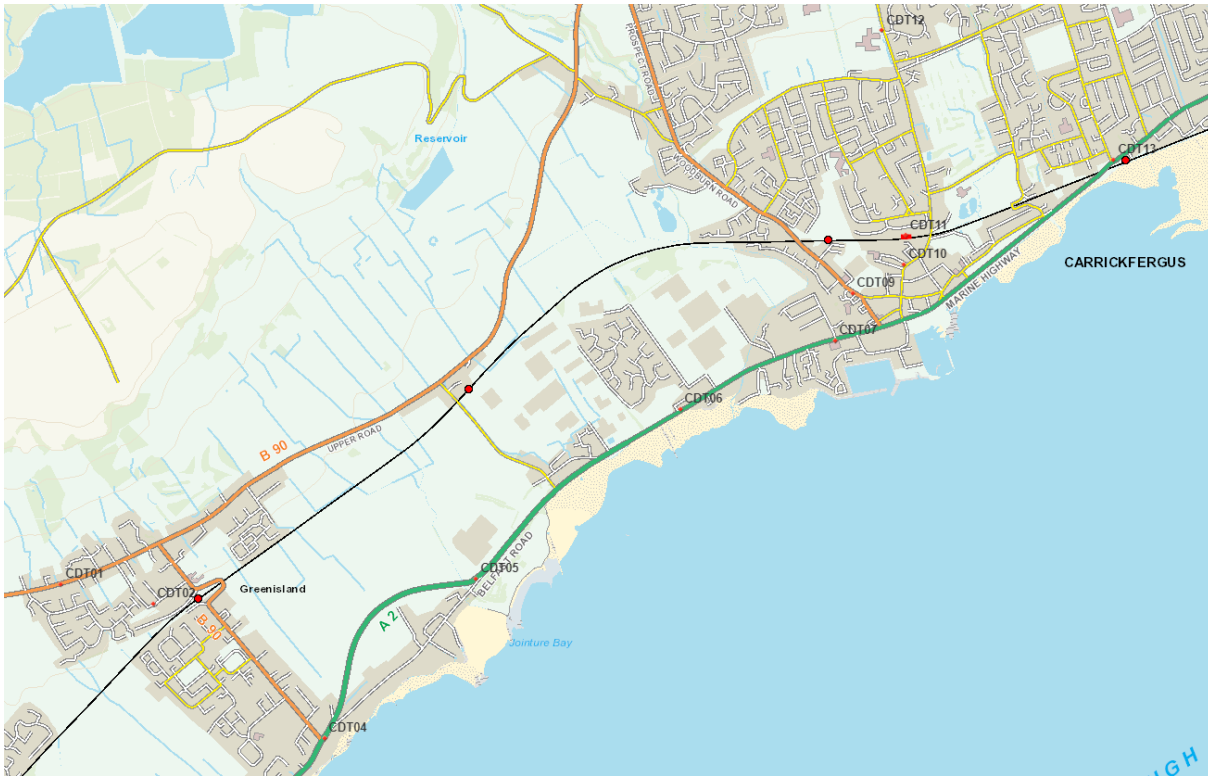 CDT12
PROSPECT ROAD
Reservoir
CDT13
WOODBURN ROAD
CDT11
CDT10
CARRICKFERGUS
CDT09
MARINE HIGHWAY
CDT07
CDT06
UPPER ROAD
B 90
CDT05
BELFAST ROAD
CDT01
Greenisland
CDT02
A 2
B 90
Jointure Bay
CDT04
IGH